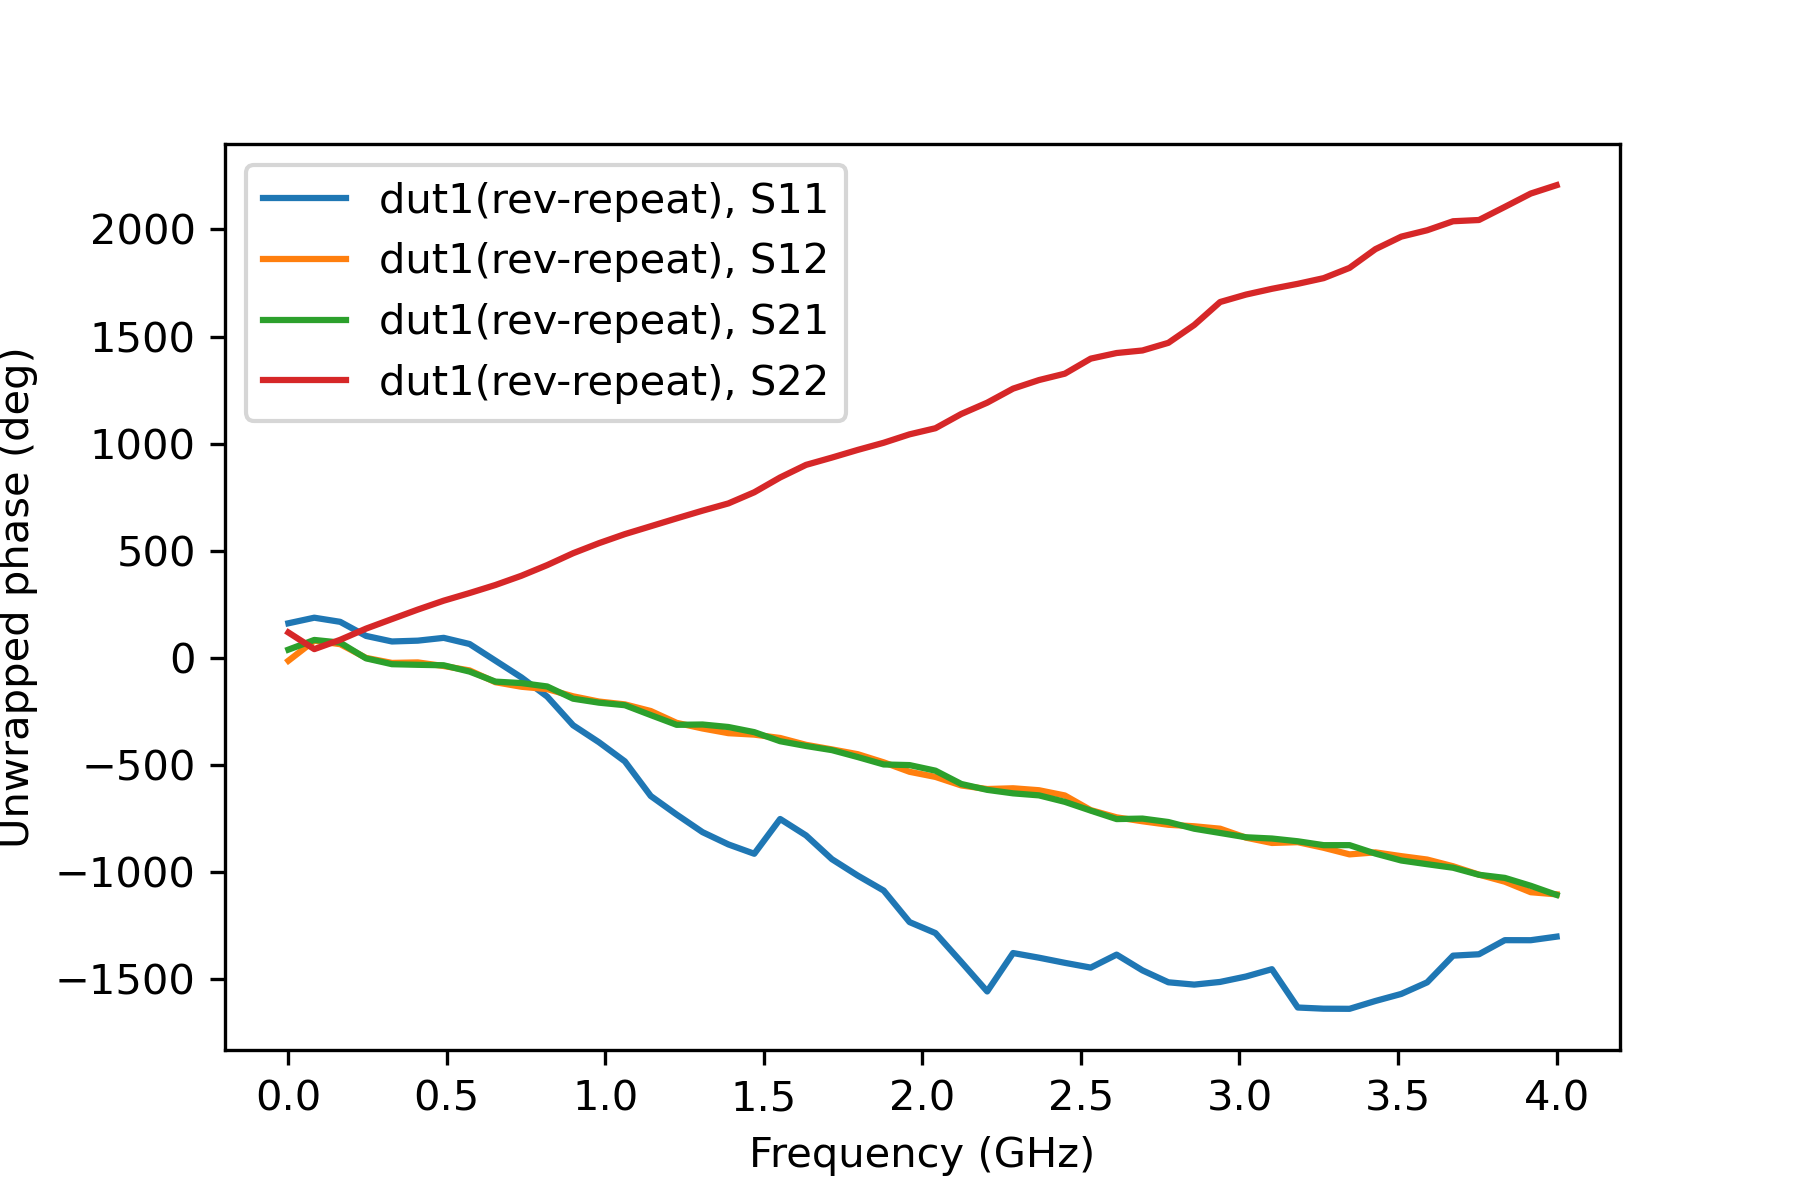 dut1(rev-repeat), S11
dut1(rev-repeat), S12
dut1(rev-repeat), S21
dut1(rev-repeat), S22
Unwrapped phase (deg)
2000
1500
1000
500
0
−500
−1000
−1500
0.0 0.5 1.0 1.5 2.0 2.5 3.0 3.5 4.0
Frequency (GHz)